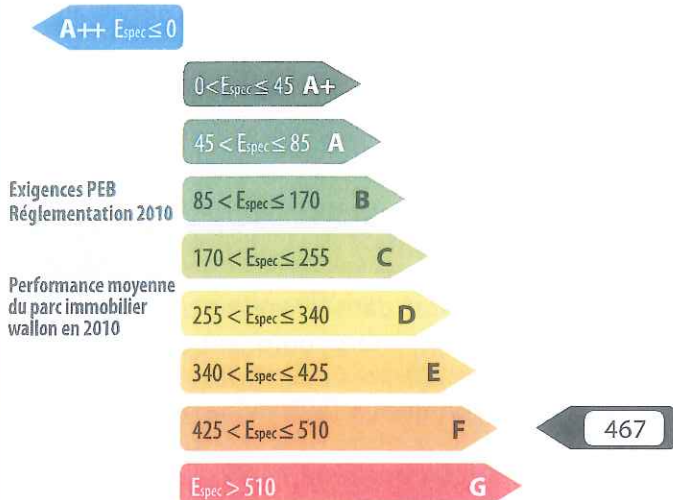 A++ Espec ≤ 0
0 < Espec ≤ 45 A+
45 < Espec ≤ 85 A
Exigences PEB
Réglementation 2010
85 < Espec ≤ 170 B
170 < Espec ≤ 255 C
Performance moyenne
du parc immobilier
wallon en 2010
255 < Espec ≤ 340 D
340 < Espec ≤ 425 E
425 < Espec ≤ 510 F
467
Espec > 510 G